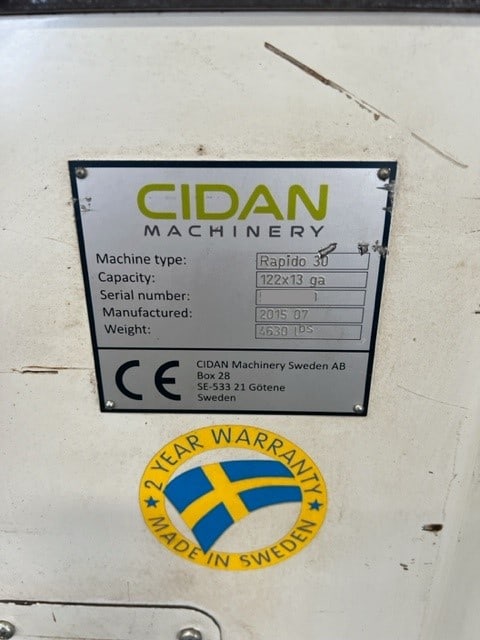 CIDAN
MACHINERY
Machine type: Rapido 30
Capacity: 122x13 ga
Serial number:
Manufactured: 2015 07
Weight: 4630 lbs
CE
CIDAN Machinery Sweden AB
Box 28
SE-533 21 Götene
Sweden
2 YEAR WARRANTY
MADE IN SWEDEN